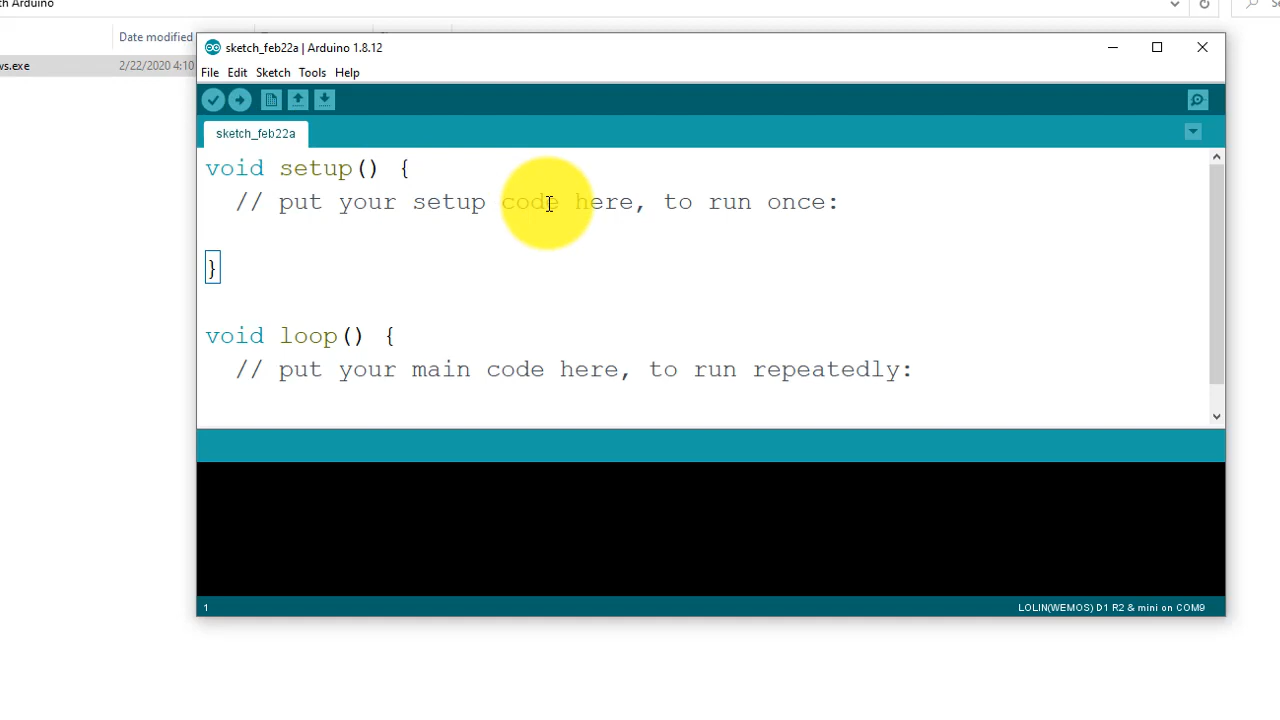 th Arduino
Date modified
ws.exe
2/22/2020 4:10
sketch_feb22a | Arduino 1.8.12
File Edit Sketch Tools Help
sketch_feb22a
void setup() {
// put your setup code here, to run once:
}
void loop() {
// put your main code here, to run repeatedly:
1
LOLIN(WEMOS) D1 R2 & mini on COM9